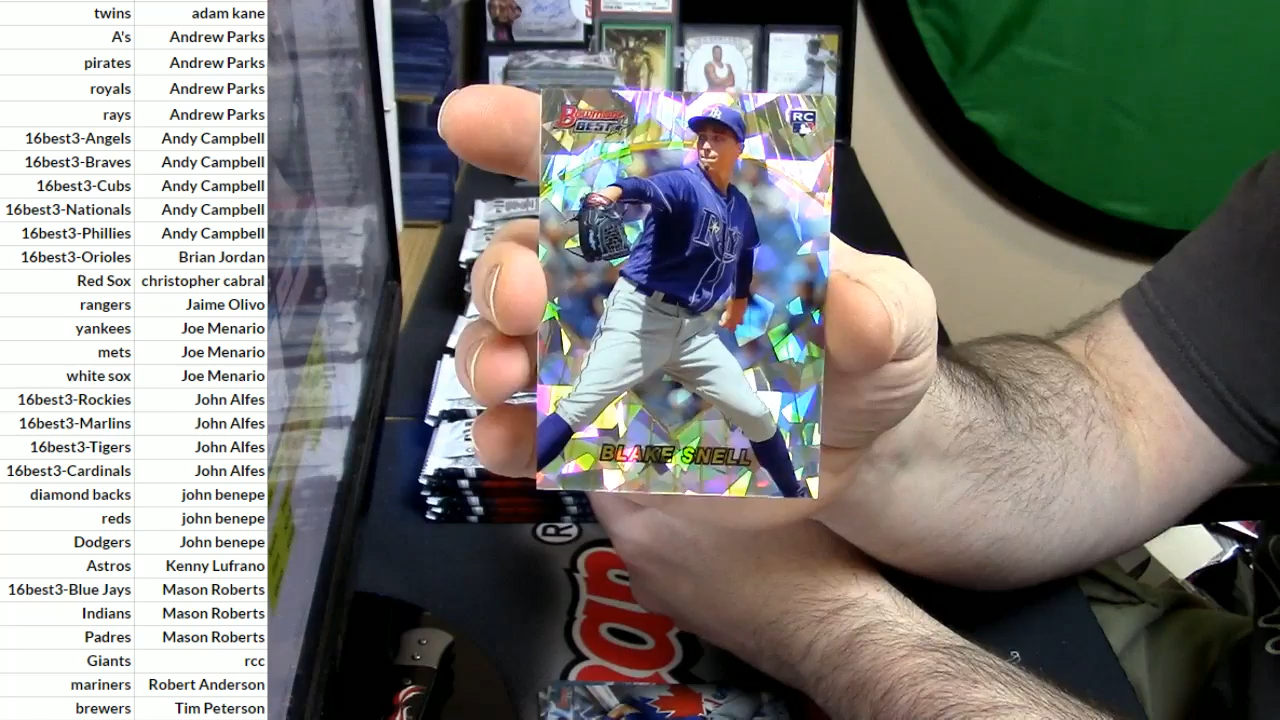 twins adam kane
A's Andrew Parks
pirates Andrew Parks
royals Andrew Parks
rays Andrew Parks
16best3-Angels Andy Campbell
16best3-Braves Andy Campbell
16best3-Cubs Andy Campbell
16best3-Nationals Andy Campbell
16best3-Phillies Andy Campbell
16best3-Orioles Brian Jordan
Red Sox christopher cabral
rangers Jaime Olivo
yankees Joe Menario
mets Joe Menario
white sox Joe Menario
16best3-Rockies John Alfes
16best3-Marlins John Alfes
16best3-Tigers John Alfes
16best3-Cardinals John Alfes
diamond backs john benepe
reds john benepe
Dodgers John benepe
Astros Kenny Lufrano
16best3-Blue Jays Mason Roberts
Indians Mason Roberts
Padres Mason Roberts
Giants rcc
mariners Robert Anderson
brewers Tim Peterson
Bowman's
BEST
RC
BLAKE SNELL
®